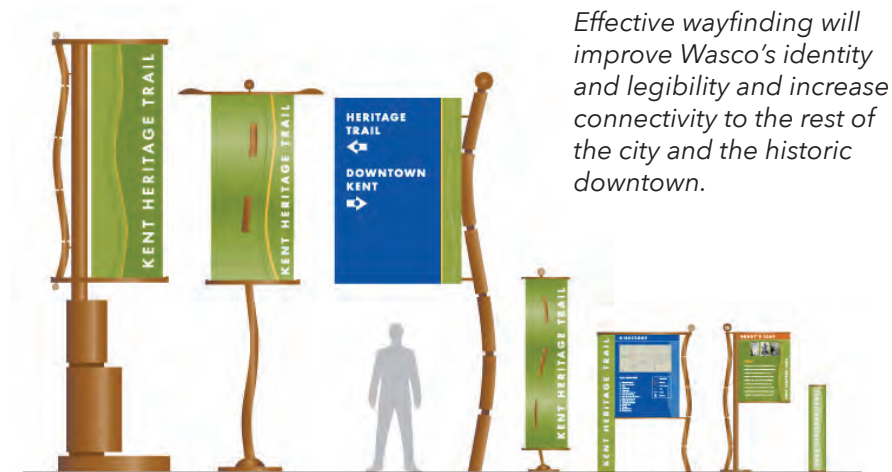 Effective wayfinding will
improve Wasco's identity
and legibility and increase
connectivity to the rest of
the city and the historic
downtown.
KENT HERITAGE TRAIL
KENT HERITAGE TRAIL
HERITAGE
TRAIL
DOWNTOWN
KENT
KENT HERITAGE TRAIL
KENT HERITAGE TRAIL
DIRECTORY